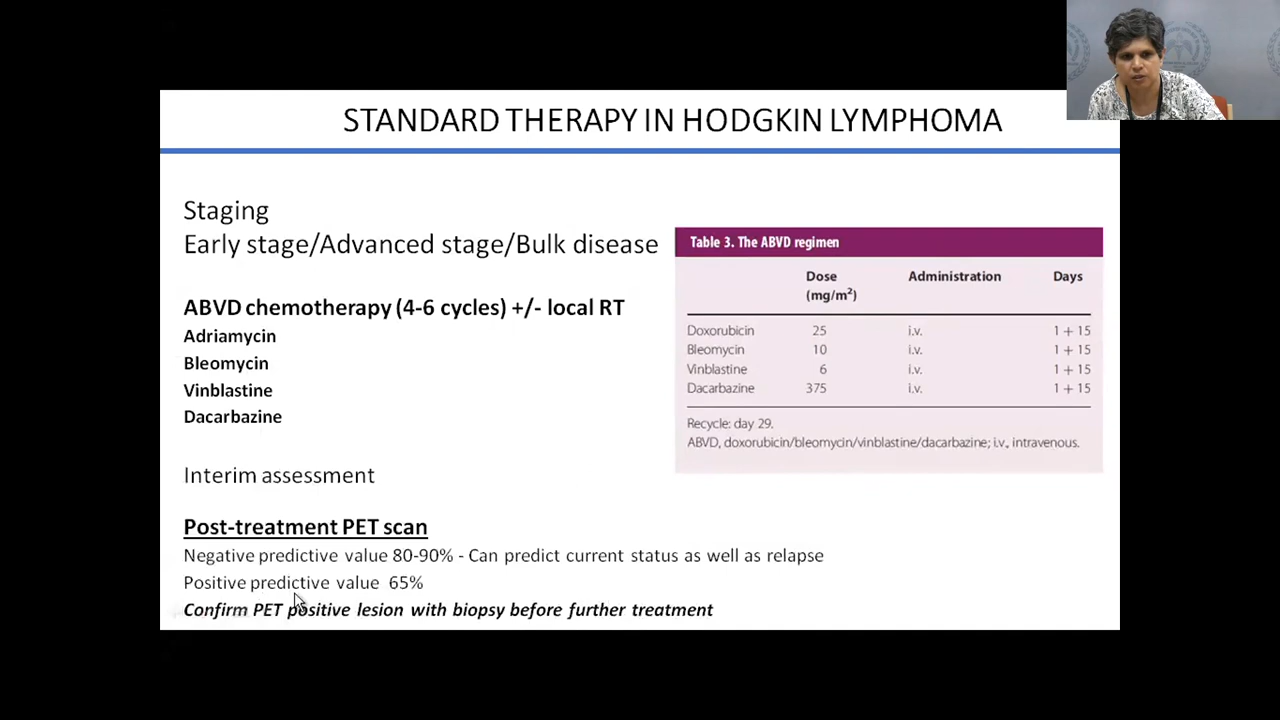 STANDARD THERAPY IN HODGKIN LYMPHOMA
Staging
Early stage/Advanced stage/Bulk disease
ABVD chemotherapy (4-6 cycles) +/- local RT
Adriamycin
Bleomycin
Vinblastine
Dacarbazine
Interim assessment
Post-treatment PET scan
Negative predictive value 80-90% - Can predict current status as well as relapse
Positive predictive value 65%
Confirm PET positive lesion with biopsy before further treatment
Table 3. The ABVD regimen
Dose (mg/m²) Administration Days
Doxorubicin 25 i.v. 1 + 15
Bleomycin 10 i.v. 1 + 15
Vinblastine 6 i.v. 1 + 15
Dacarbazine 375 i.v. 1 + 15
Recycle: day 29.
ABVD, doxorubicin/bleomycin/vinblastine/dacarbazine; i.v., intravenous.